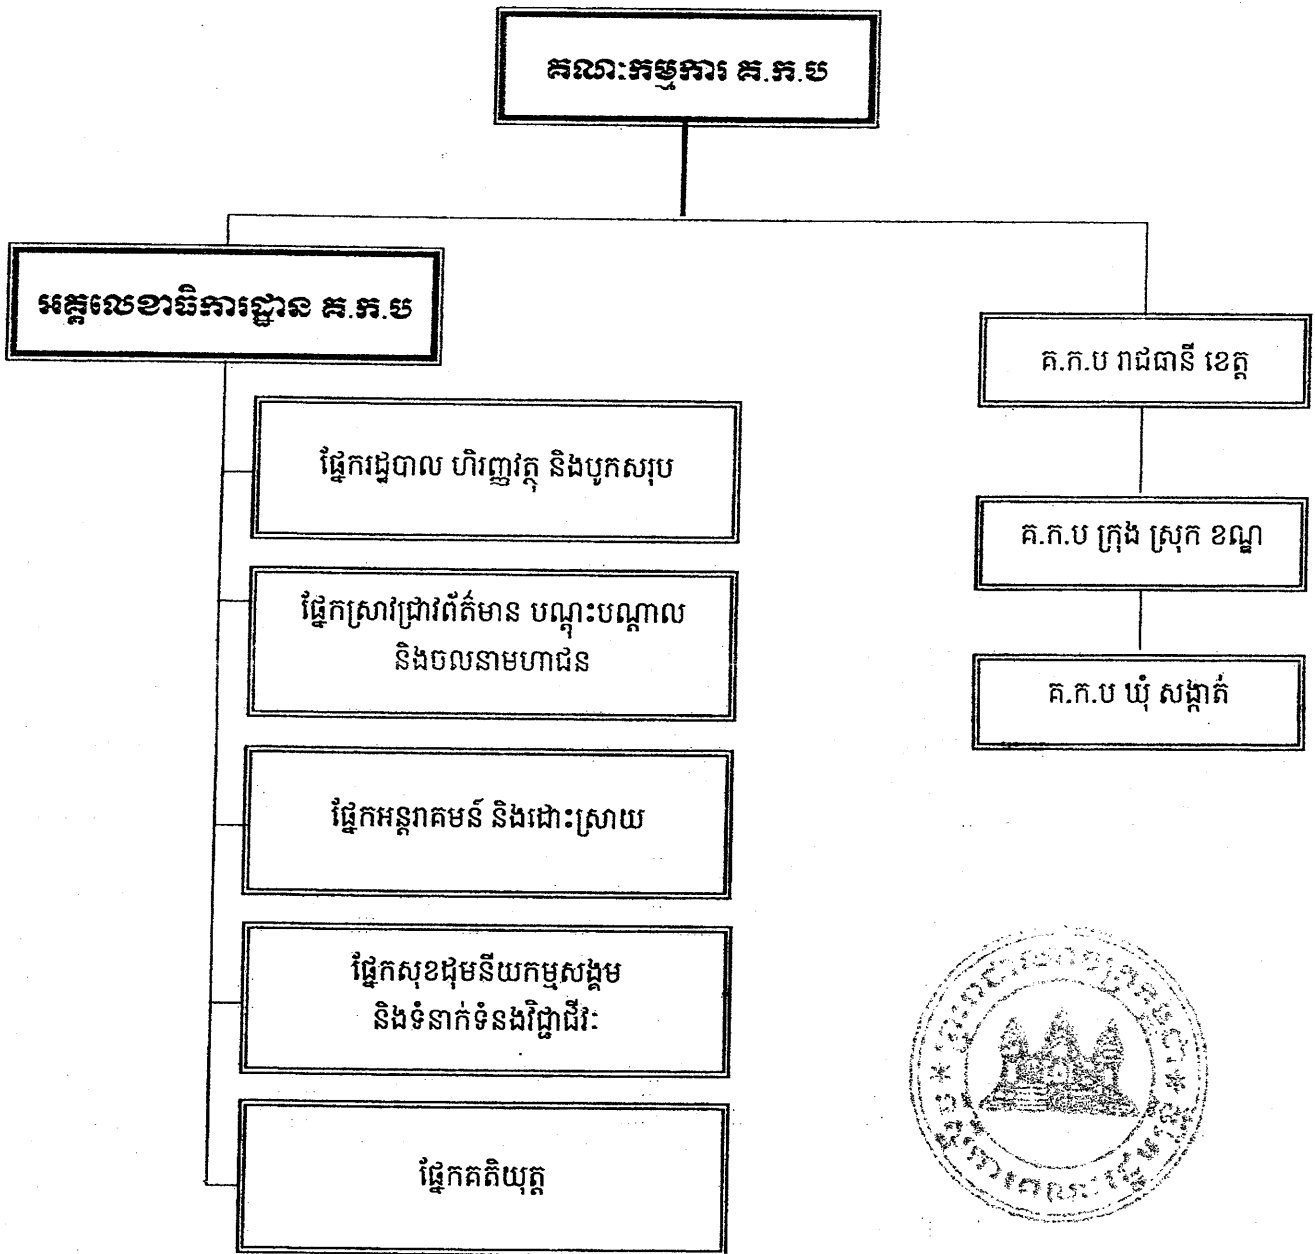 គណៈកម្មការ គ.ក.ប
អគ្គលេខាធិការដ្ឋាន គ.ក.ប
ផ្នែករដ្ឋបាល ហិរញ្ញវត្ថុ និងបូកសរុប
ផ្នែកស្រាវជ្រាវព័ត៌មាន បណ្តុះបណ្តាល
និងចលនាមហាជន
ផ្នែកអន្តរាគមន៍ និងដោះស្រាយ
ផ្នែកសុខដុមនីយកម្មសង្គម
និងទំនាក់ទំនងវិជ្ជាជីវៈ
ផ្នែកគតិយុត្ត
គ.ក.ប រាជធានី ខេត្ត
គ.ក.ប ក្រុង ស្រុក ខណ្ឌ
គ.ក.ប ឃុំ សង្កាត់